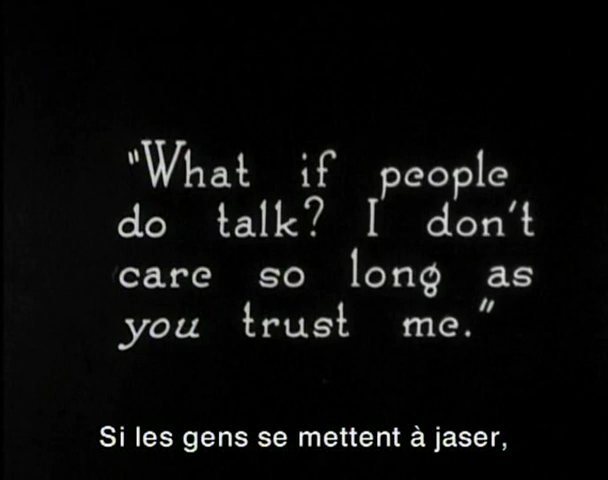 "What if people
do talk? I don't
care so long as
you trust me."
Si les gens se mettent à jaser,